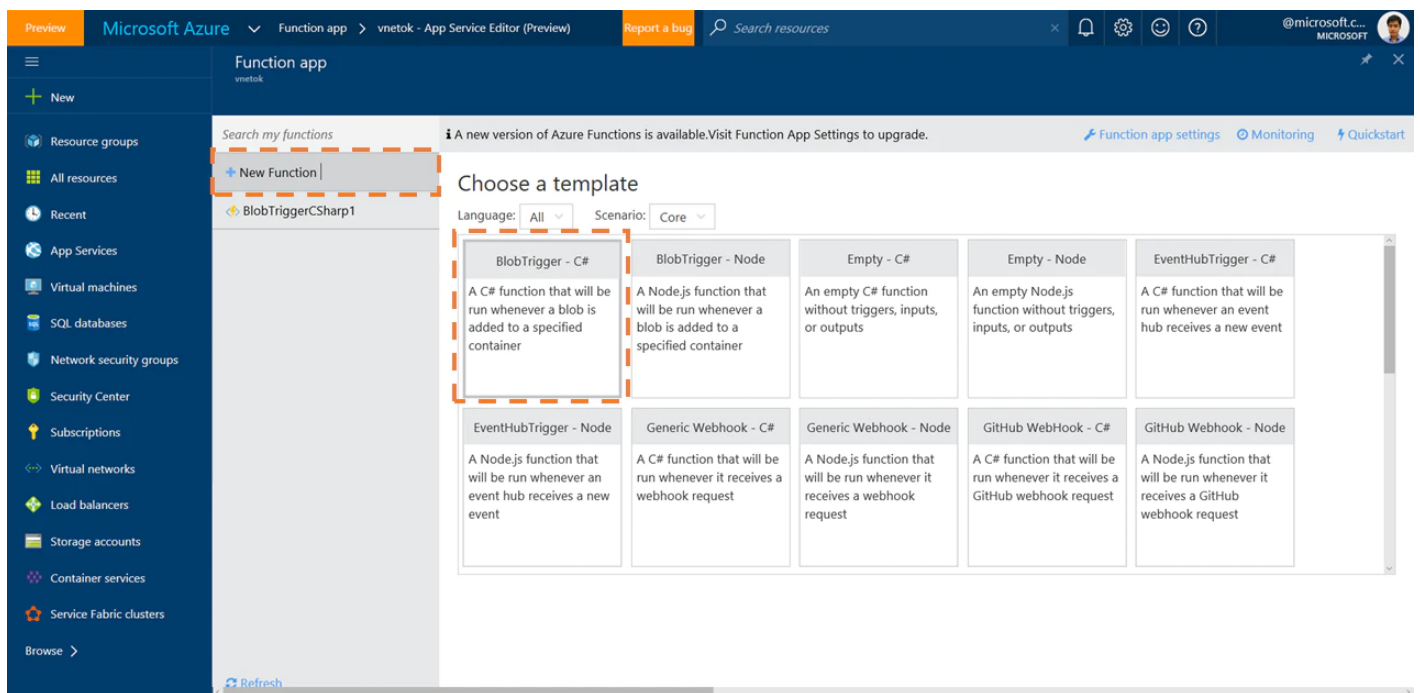 Preview
Microsoft Azure
Function app > vnetok - App Service Editor (Preview)
Report a bug
Search resources
@microsoft.c...
MICROSOFT
Function app
vnetok
New
Resource groups
All resources
Recent
App Services
Virtual machines
SQL databases
Network security groups
Security Center
Subscriptions
Virtual networks
Load balancers
Storage accounts
Container services
Service Fabric clusters
Browse >
Search my functions
New Function
BlobTriggerCSharp1
Refresh
A new version of Azure Functions is available.Visit Function App Settings to upgrade.
Function app settings
Monitoring
Quickstart
Choose a template
Language: All
Scenario: Core
BlobTrigger - C#
A C# function that will be
run whenever a blob is
added to a specified
container
BlobTrigger - Node
A Node.js function that
will be run whenever a
blob is added to a
specified container
Empty - C#
An empty C# function
without triggers, inputs,
or outputs
Empty - Node
An empty Node.js
function without triggers,
inputs, or outputs
EventHubTrigger - C#
A C# function that will be
run whenever an event
hub receives a new event
EventHubTrigger - Node
A Node.js function that
will be run whenever an
event hub receives a new
event
Generic Webhook - C#
A C# function that will be
run whenever it receives a
webhook request
Generic Webhook - Node
A Node.js function that
will be run whenever it
receives a webhook
request
GitHub WebHook - C#
A C# function that will be
run whenever it receives a
GitHub webhook request
GitHub Webhook - Node
A Node.js function that
will be run whenever it
receives a GitHub
webhook request